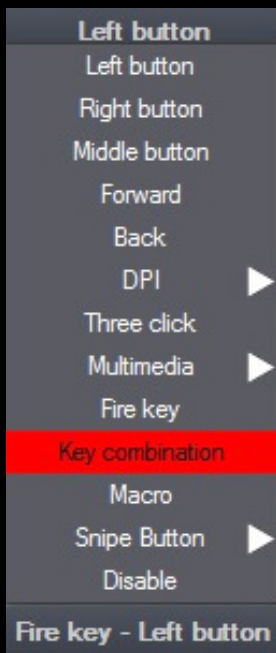 Left button
Left button
Right button
Middle button
Forward
Back
DPI
Three click
Multimedia
Fire key
Key combination
Macro
Snipe Button
Disable
Fire key - Left button